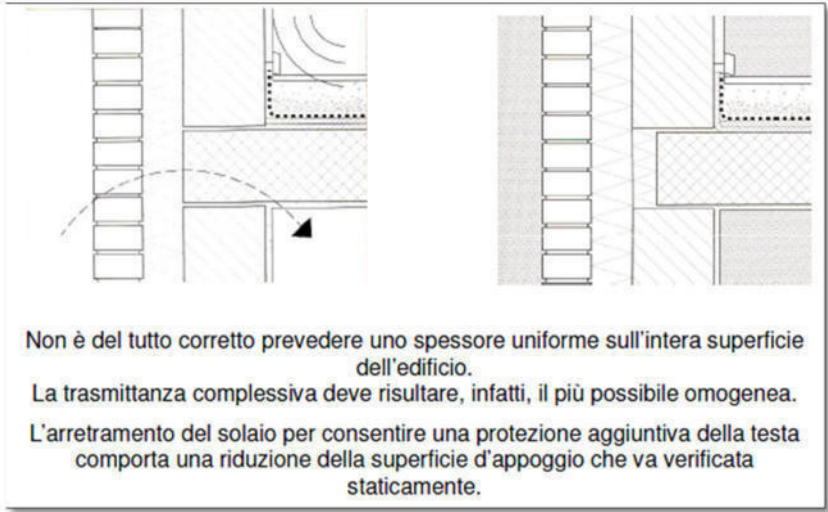 Non è del tutto corretto prevedere uno spessore uniforme sull'intera superficie
dell'edificio.
La trasmittanza complessiva deve risultare, infatti, il più possibile omogenea.
L'arretramento del solaio per consentire una protezione aggiuntiva della testa
comporta una riduzione della superficie d'appoggio che va verificata
staticamente.